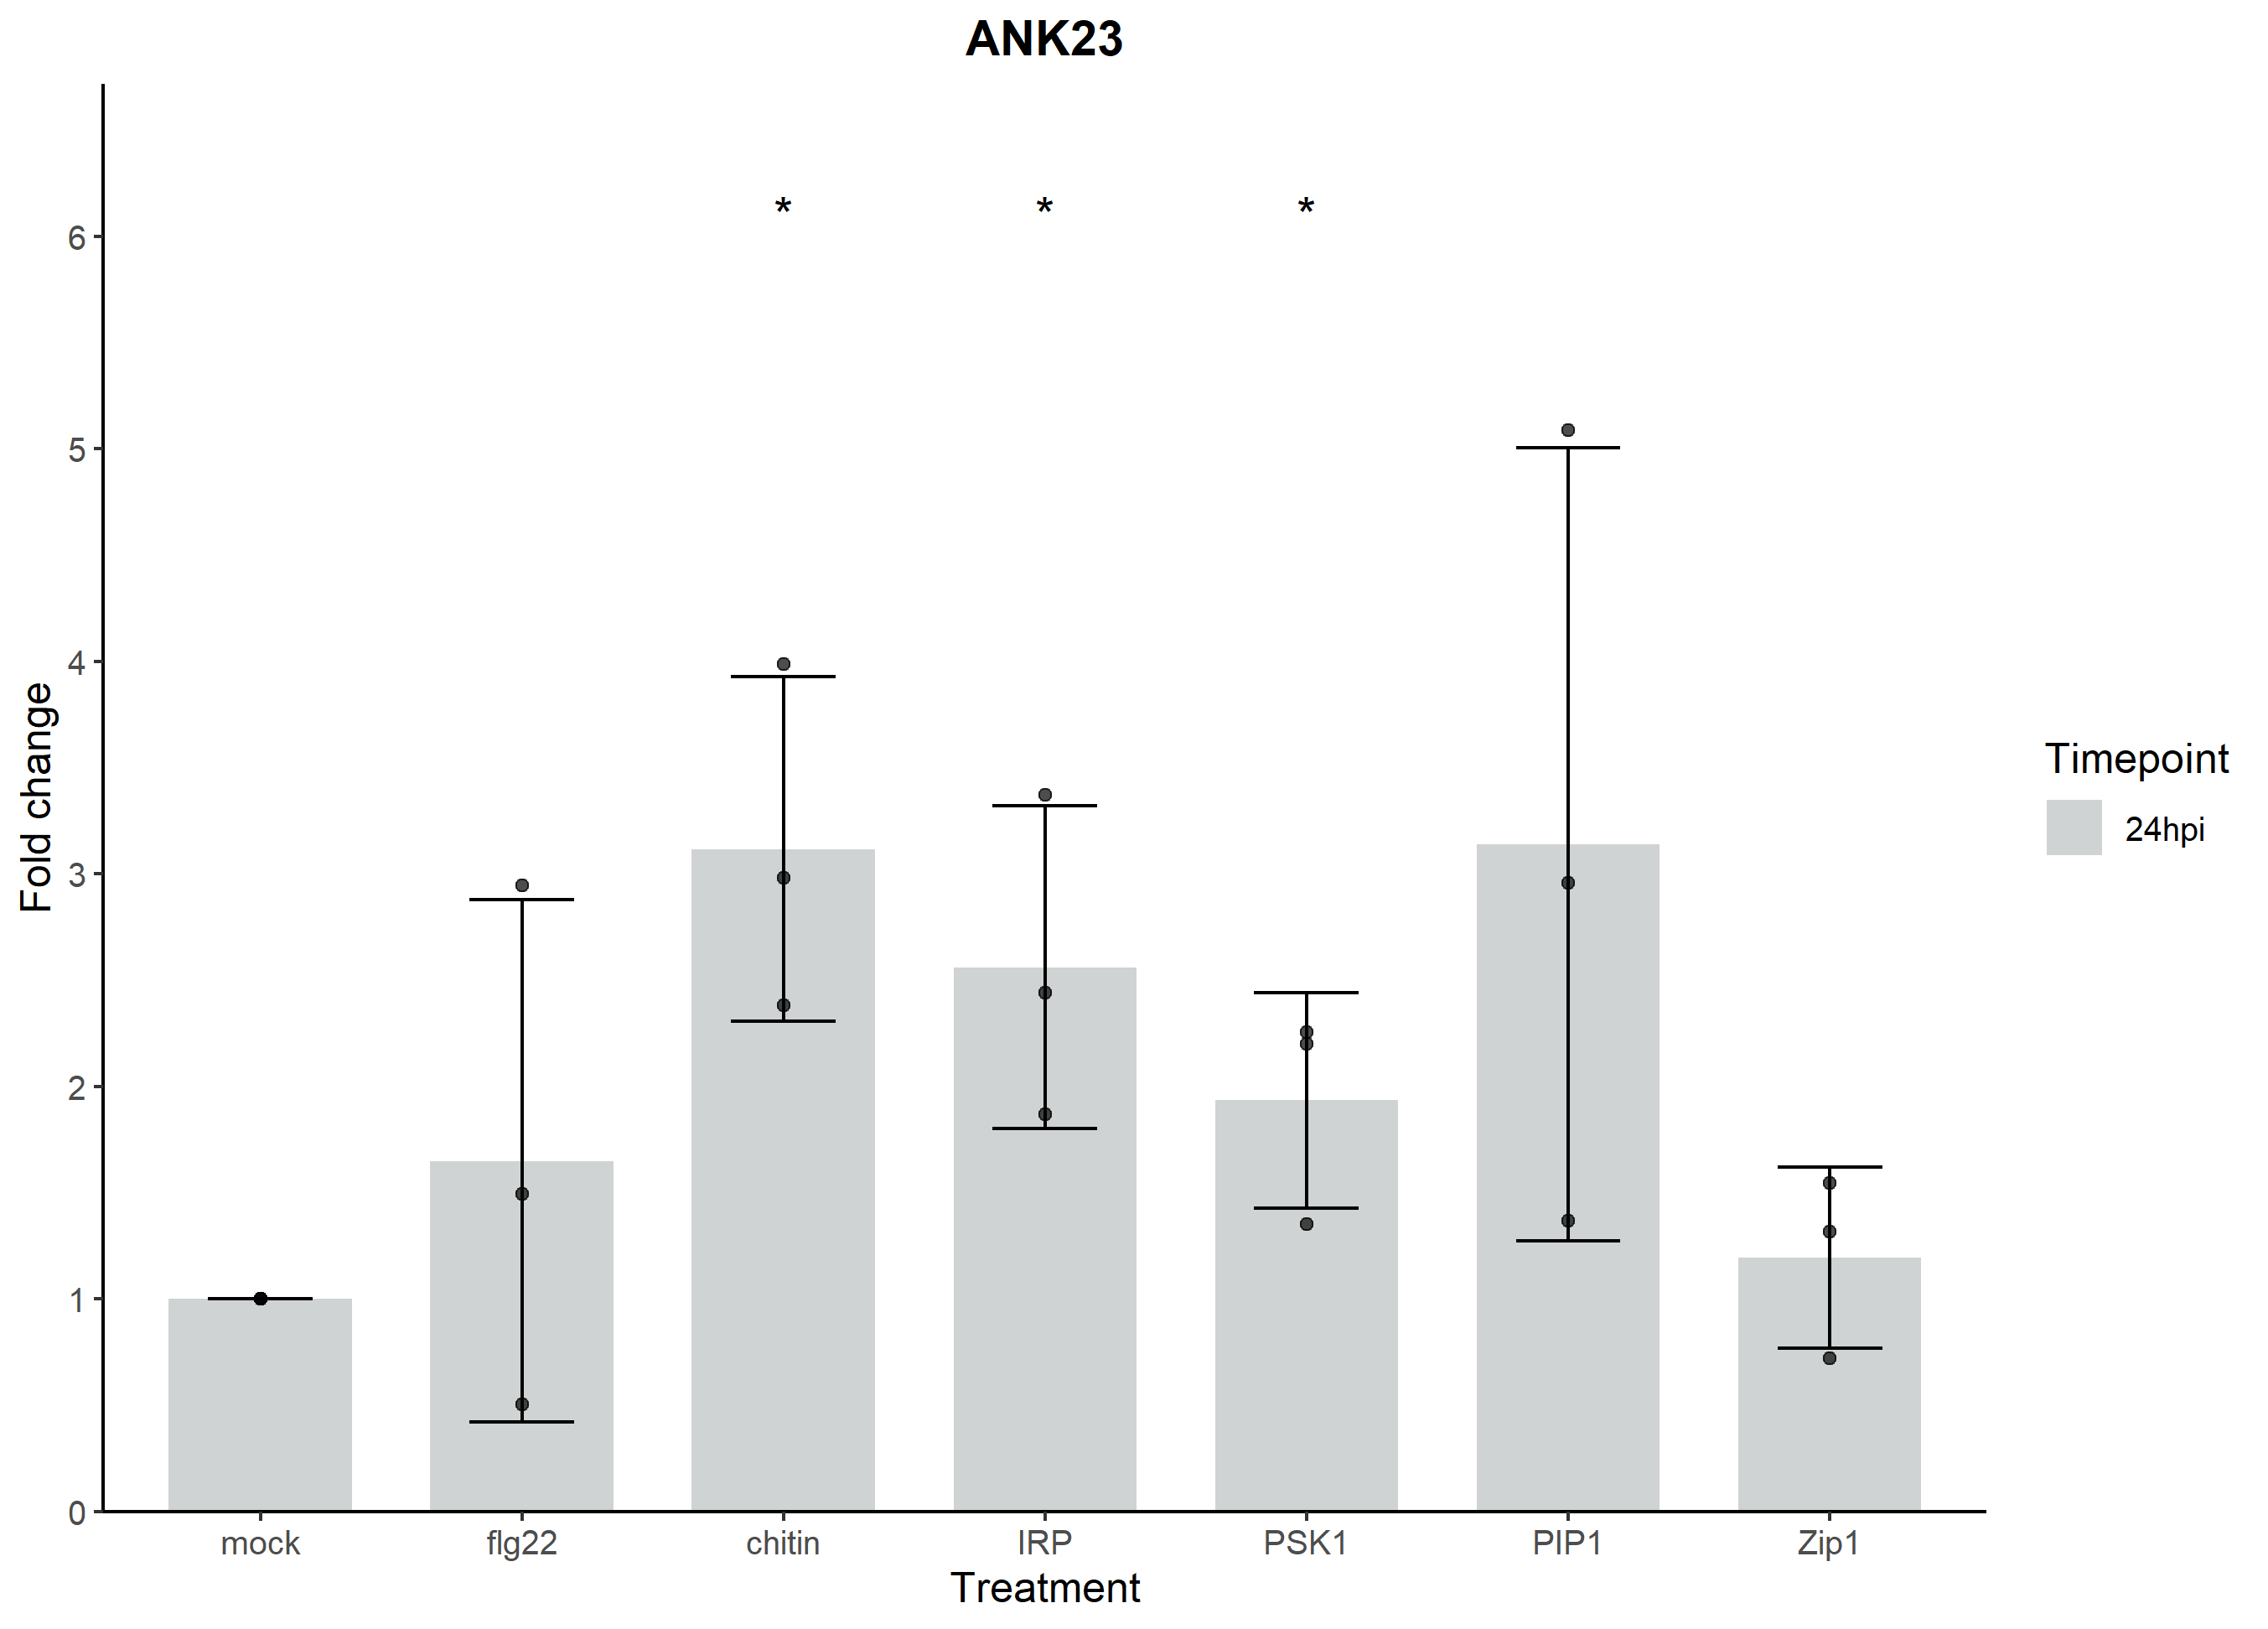 ANK23
* * *
6
5
4
3
2
1
0
Fold change
mock flg22 chitin IRP PSK1 PIP1 Zip1
Treatment
Timepoint
24hpi